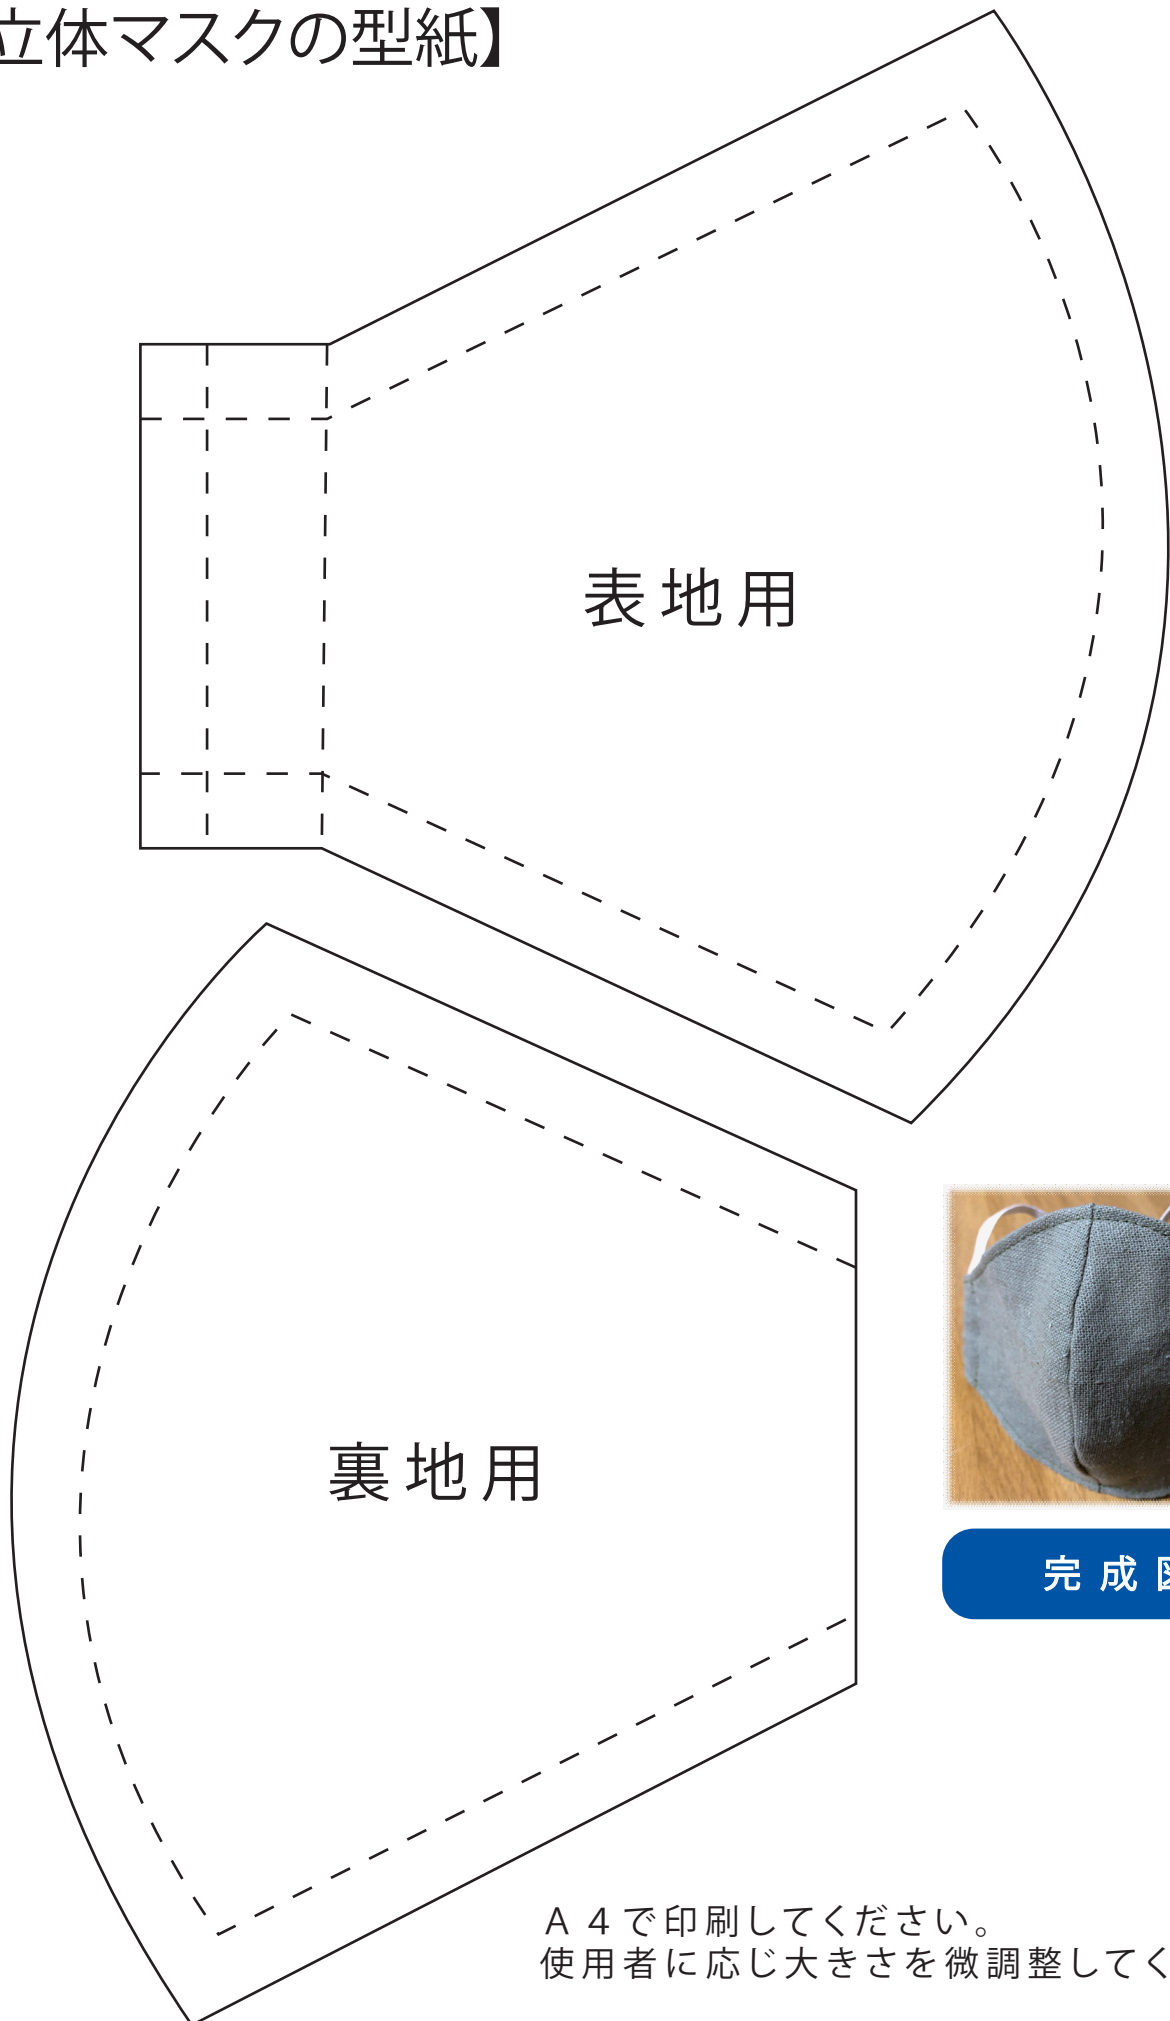 立体マスクの型紙】
表地用
裏地用
完成図
Ａ４で印刷してください。
使用者に応じ大きさを微調整してく